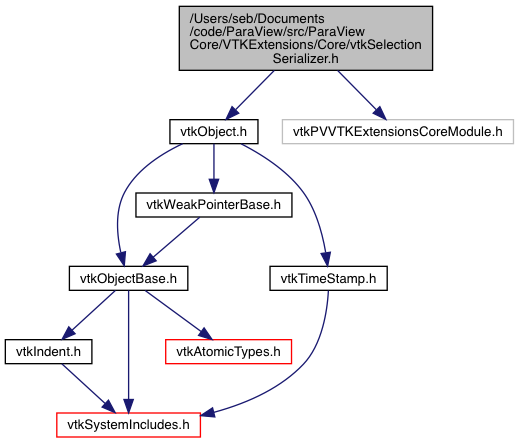 /Users/seb/Documents
/code/ParaView/src/ParaView
Core/VTKExtensions/Core/vtkSelection
Serializer.h
vtkObject.h
vtkPVVTKExtensionsCoreModule.h
vtkWeakPointerBase.h
vtkObjectBase.h
vtkTimeStamp.h
vtkIndent.h
vtkAtomicTypes.h
vtkSystemIncludes.h